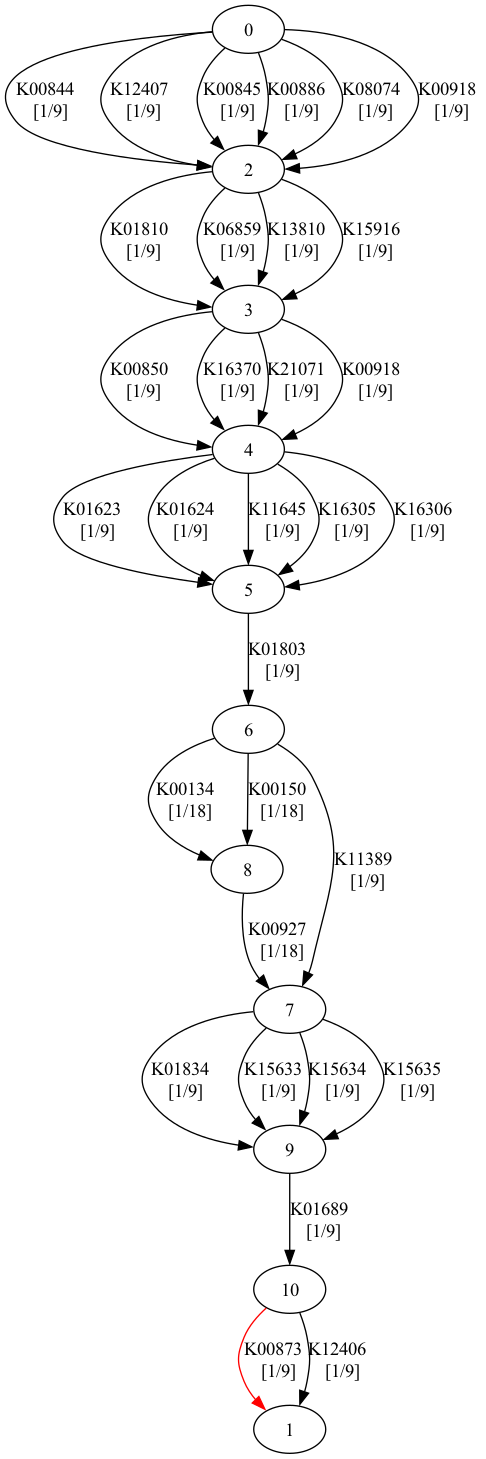 0
K00844 K12407 K00845 K00886 K08074 K00918
[1/9] [1/9] [1/9] [1/9] [1/9] [1/9]
2
K01810 K06859 K13810 K15916
[1/9] [1/9] [1/9] [1/9]
3
K00850 K16370 K21071 K00918
[1/9] [1/9] [1/9] [1/9]
4
K01623 K01624 K11645 K16305 K16306
[1/9] [1/9] [1/9] [1/9] [1/9]
5
K01803
[1/9]
6
K00134 K00150
[1/18] [1/18]
8 K11389
[1/9]
K00927
[1/18]
7
K01834 K15633 K15634 K15635
[1/9] [1/9] [1/9] [1/9]
9
K01689
[1/9]
10
K00873 K12406
[1/9] [1/9]
1